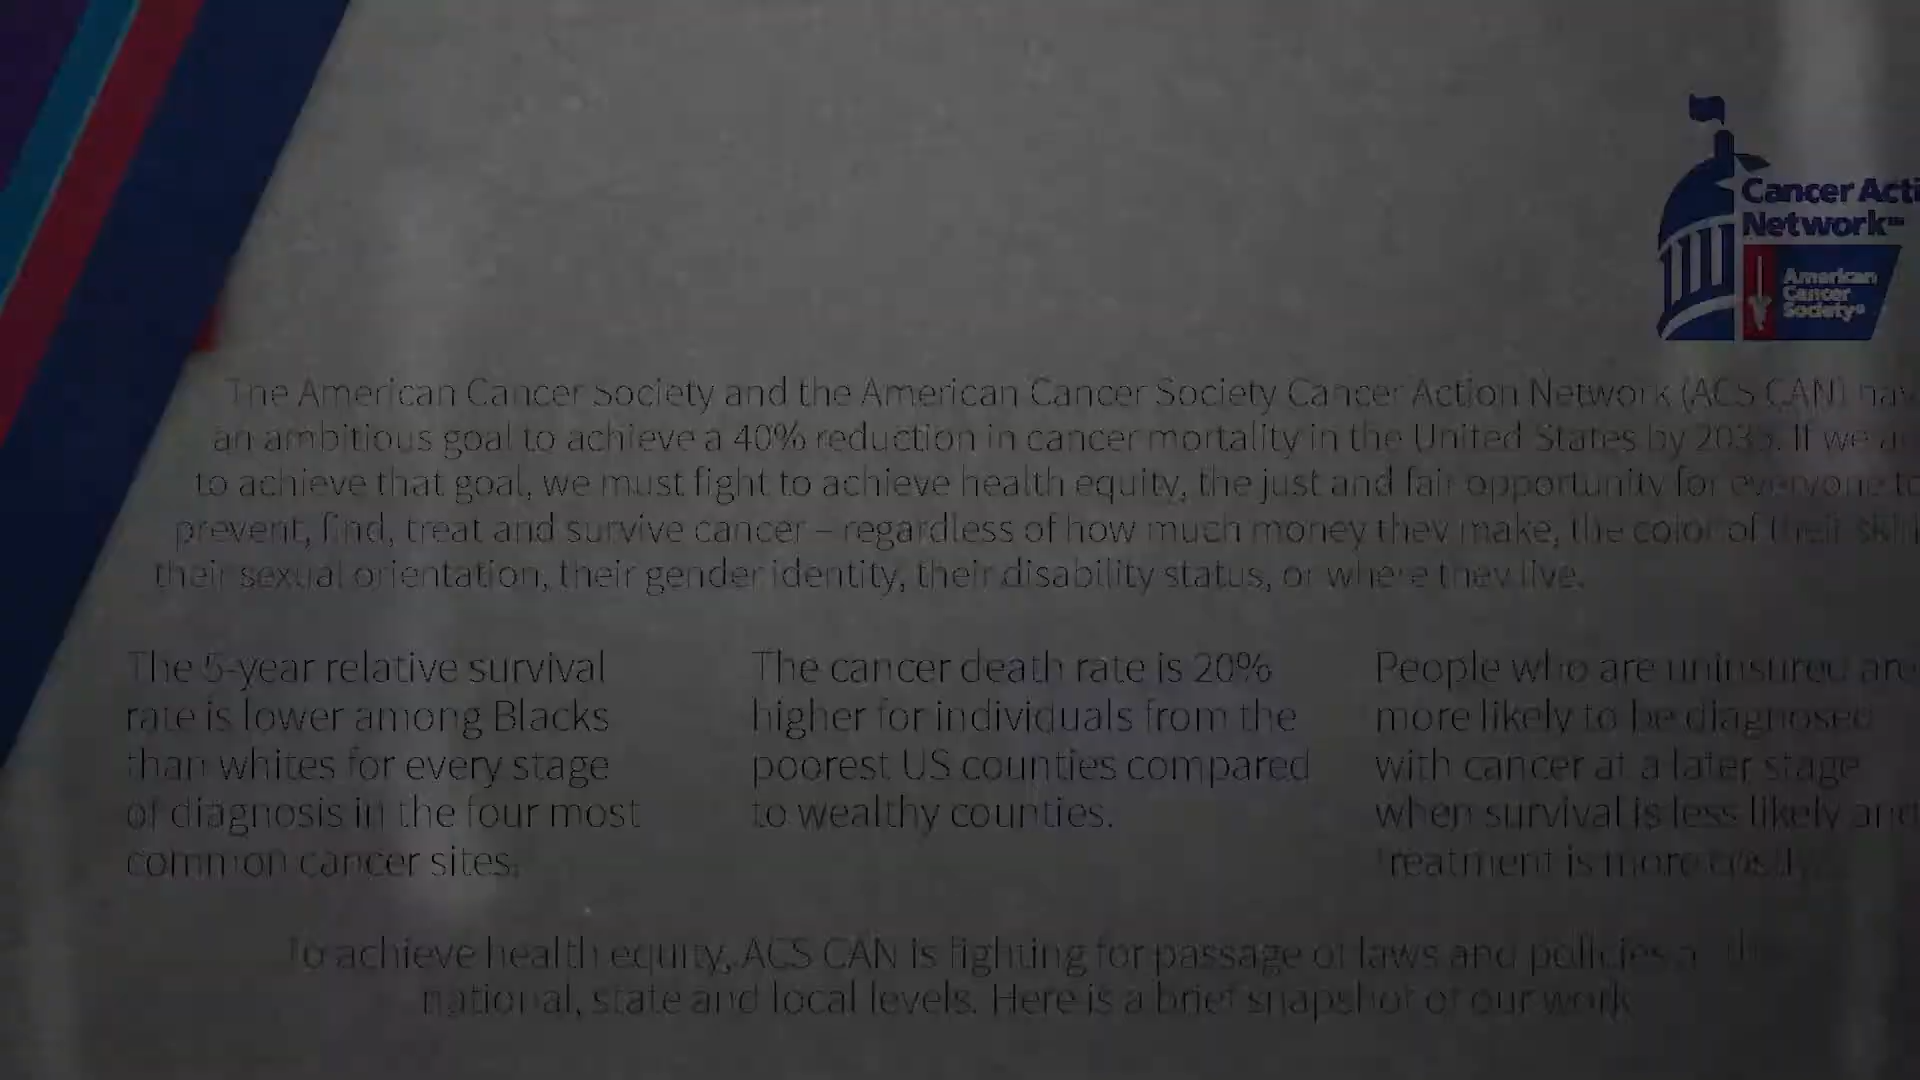 Cancer Acti
Network™
American
Cancer
Society®
The American Cancer Society and the American Cancer Society Cancer Action Network (ACS CAN) hav
an ambitious goal to achieve a 40% reduction in cancer mortality in the United States by 2035. If we
to achieve that goal, we must fight to achieve health equity, the just and fair opportunity for everyone to
prevent, find, treat and survive cancer – regardless of how much money they make, the color of their skin
their sexual orientation, their gender identity, their disability status, or where they live.
The 5-year relative survival
rate is lower among Blacks
than whites for every stage
of diagnosis in the four most
common cancer sites.
The cancer death rate is 20%
higher for individuals from the
poorest US counties compared
to wealthy counties.
People who are uninsured are
more likely to be diagnosed
with cancer at a later stage
when survival is less likely and
treatment is more costly.
To achieve health equity, ACS CAN is fighting for passage of laws and policies
national, state and local levels. Here is a brief snapshot of our work